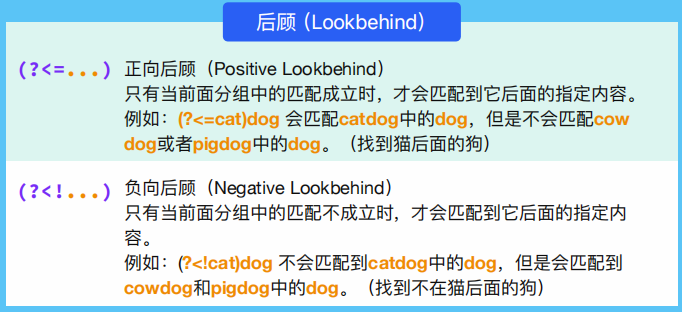 后顾（Lookbehind）
(?<=...) 正向后顾（Positive Lookbehind）
只有当前面分组中的匹配成立时，才会匹配到它后面的指定内容。
例如：(?<=cat)dog 会匹配catdog中的dog，但是不会匹配cow
dog或者pigdog中的dog。（找到猫后面的狗）
(?<!...) 负向后顾（Negative Lookbehind）
只有当前面分组中的匹配不成立时，才会匹配到它后面的指定内
容。
例如：(?<!cat)dog 不会匹配到catdog中的dog，但是会匹配到
cowdog和pigdog中的dog。（找到不在猫后面的狗）